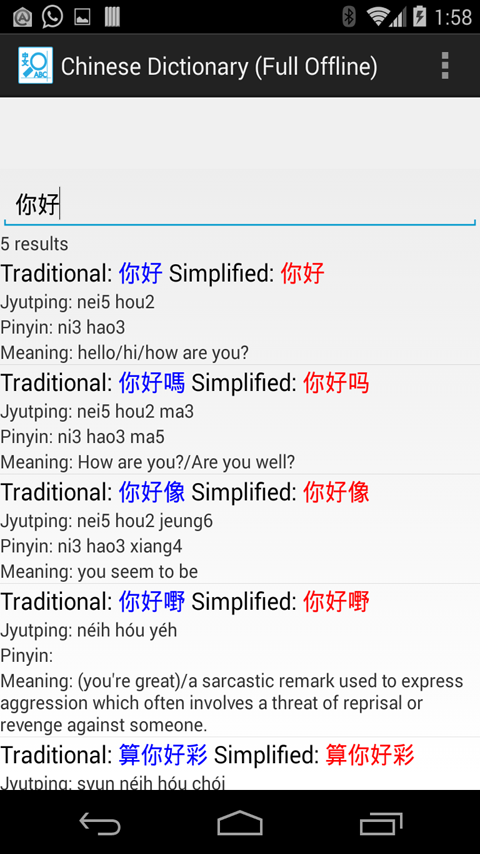 1:58
Chinese Dictionary (Full Offline)
你好
5 results
Traditional: 你好 Simplified: 你好
Jyutping: nei5 hou2
Pinyin: ni3 hao3
Meaning: hello/hi/how are you?
Traditional: 你好嗎 Simplified: 你好吗
Jyutping: nei5 hou2 ma3
Pinyin: ni3 hao3 ma5
Meaning: How are you?/Are you well?
Traditional: 你好像 Simplified: 你好像
Jyutping: nei5 hou2 jeung6
Pinyin: ni3 hao3 xiang4
Meaning: you seem to be
Traditional: 你好嘢 Simplified: 你好嘢
Jyutping: néih hóu yéh
Pinyin:
Meaning: (you're great)/a sarcastic remark used to express
aggression which often involves a threat of reprisal or
revenge against someone.
Traditional: 算你好彩 Simplified: 算你好彩
Jyutping: syun néih hóu chói